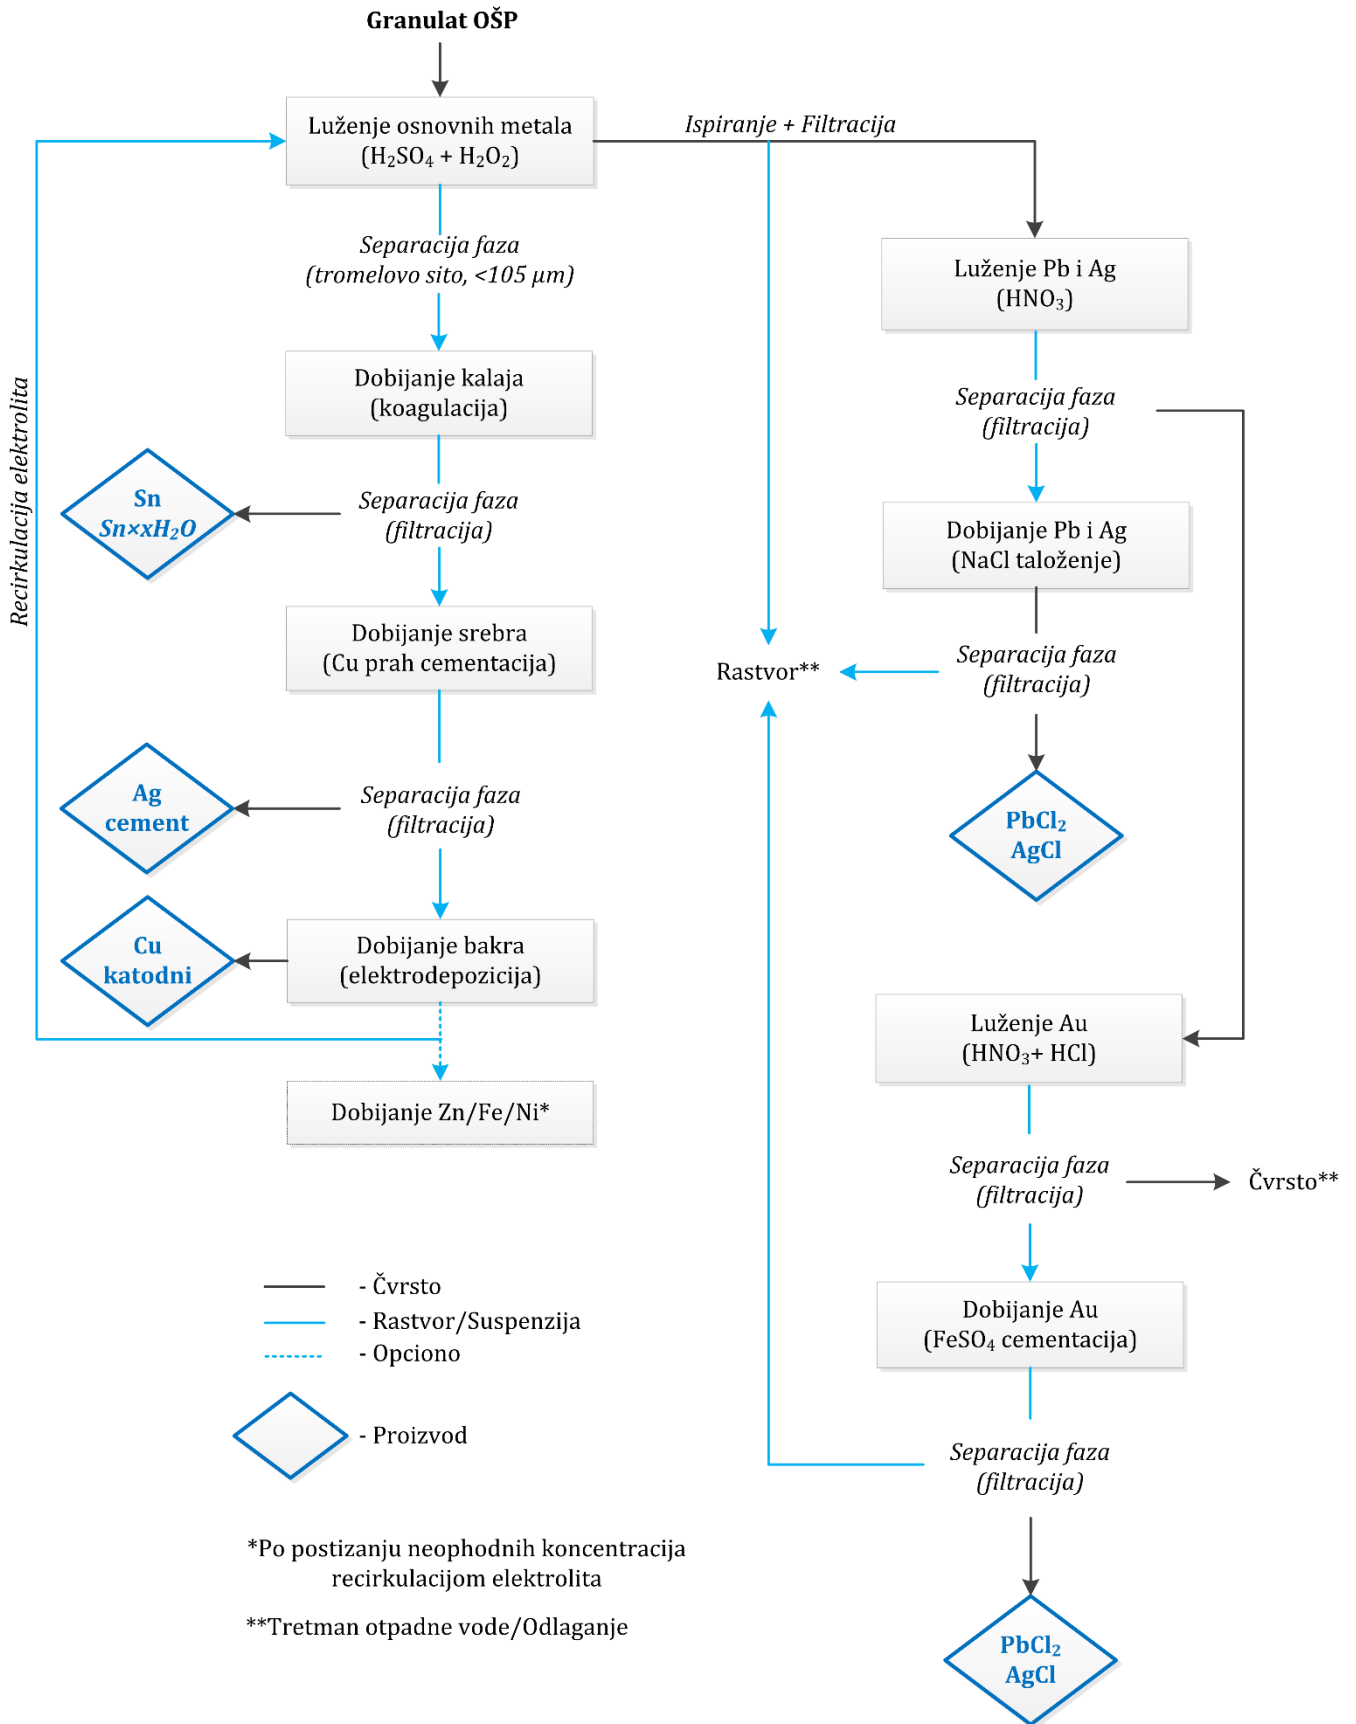 Granulat OŠP
Luženje osnovnih metala
(H₂SO₄ + H₂O₂)
Ispiranje + Filtracija
Separacija faza
(tromelovo sito, <105 µm)
Luženje Pb i Ag
(HNO₃)
Dobijanje kalaja
(koagulacija)
Separacija faza
(filtracija)
Recirkulacija elektrolita
Sn
Sn×xH₂O
Separacija faza
(filtracija)
Dobijanje Pb i Ag
(NaCl taloženje)
Dobijanje srebra
(Cu prah cementacija)
Rastvor**
Separacija faza
(filtracija)
Ag
cement
Separacija faza
(filtracija)
PbCl₂
AgCl
Cu
katodni
Dobijanje bakra
(elektrodepozicija)
Luženje Au
(HNO₃+ HCl)
Dobijanje Zn/Fe/Ni*
Separacija faza
(filtracija)
Čvrsto**
- Čvrsto
- Rastvor/Suspenzija
- Opciono
Dobijanje Au
(FeSO₄ cementacija)
- Proizvod
Separacija faza
(filtracija)
*Po postizanju neophodnih koncentracija
recirkulacijom elektrolita
**Tretman otpadne vode/Odlaganje
PbCl₂
AgCl